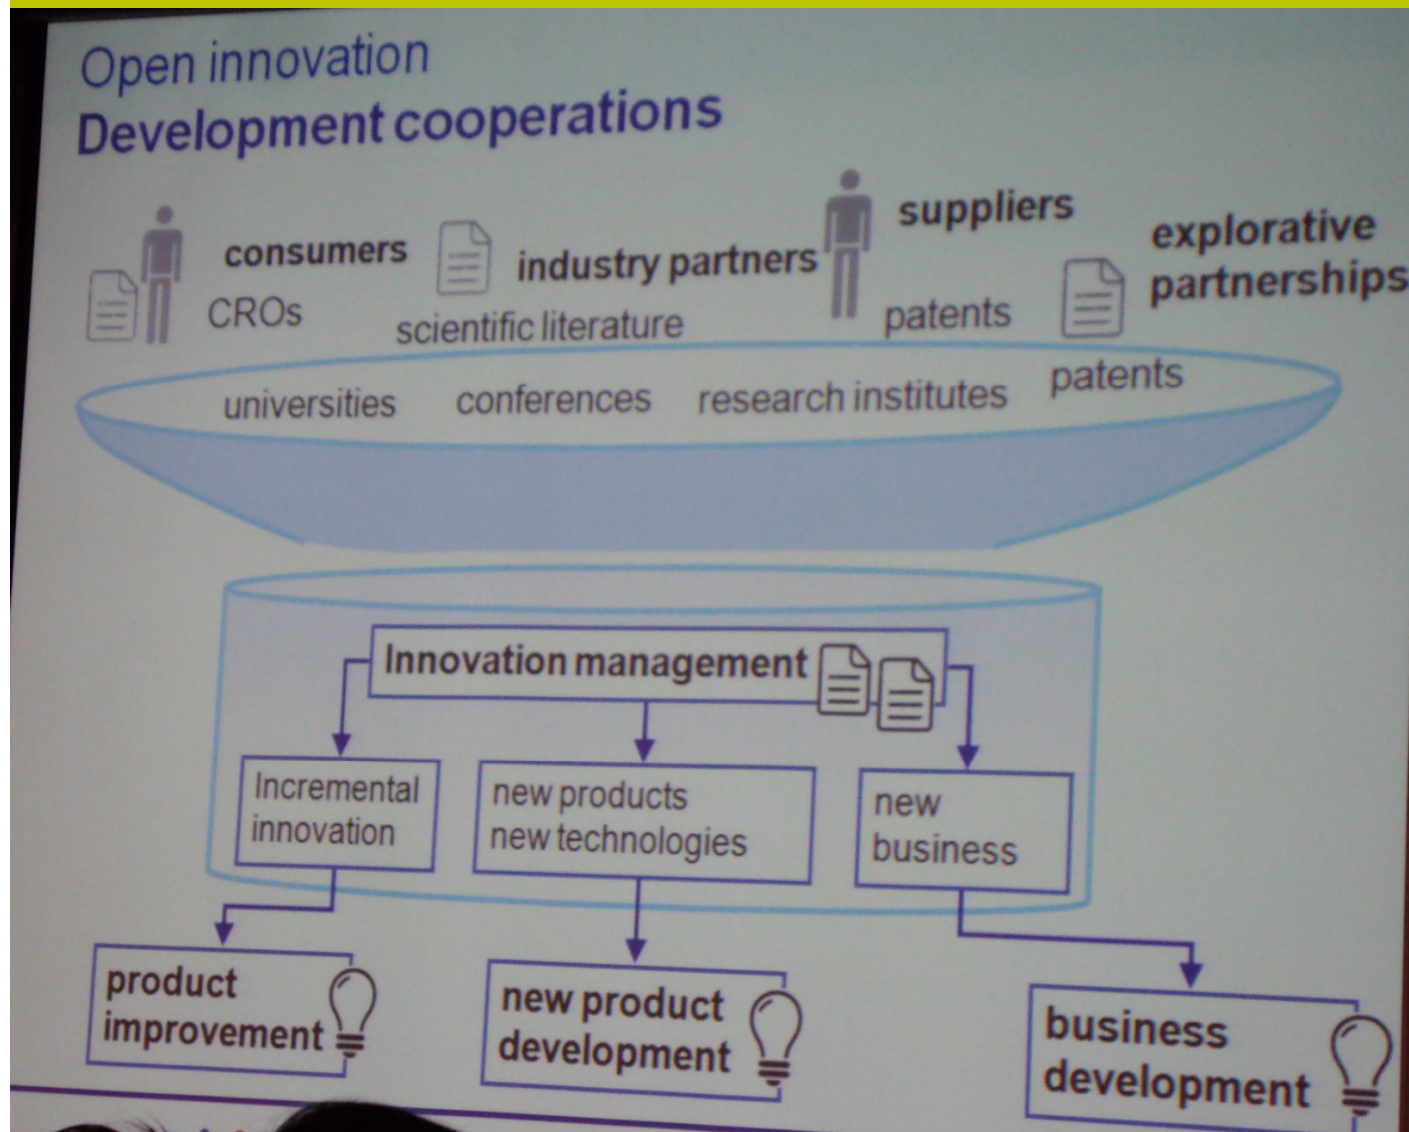 Open innovation
Development cooperations
consumers
industry partners
suppliers
explorative
partnerships
CROs
scientific literature
patents
universities
conferences
research institutes
patents
Innovation management
Incremental
innovation
new products
new technologies
new
business
product
improvement
new product
development
business
development